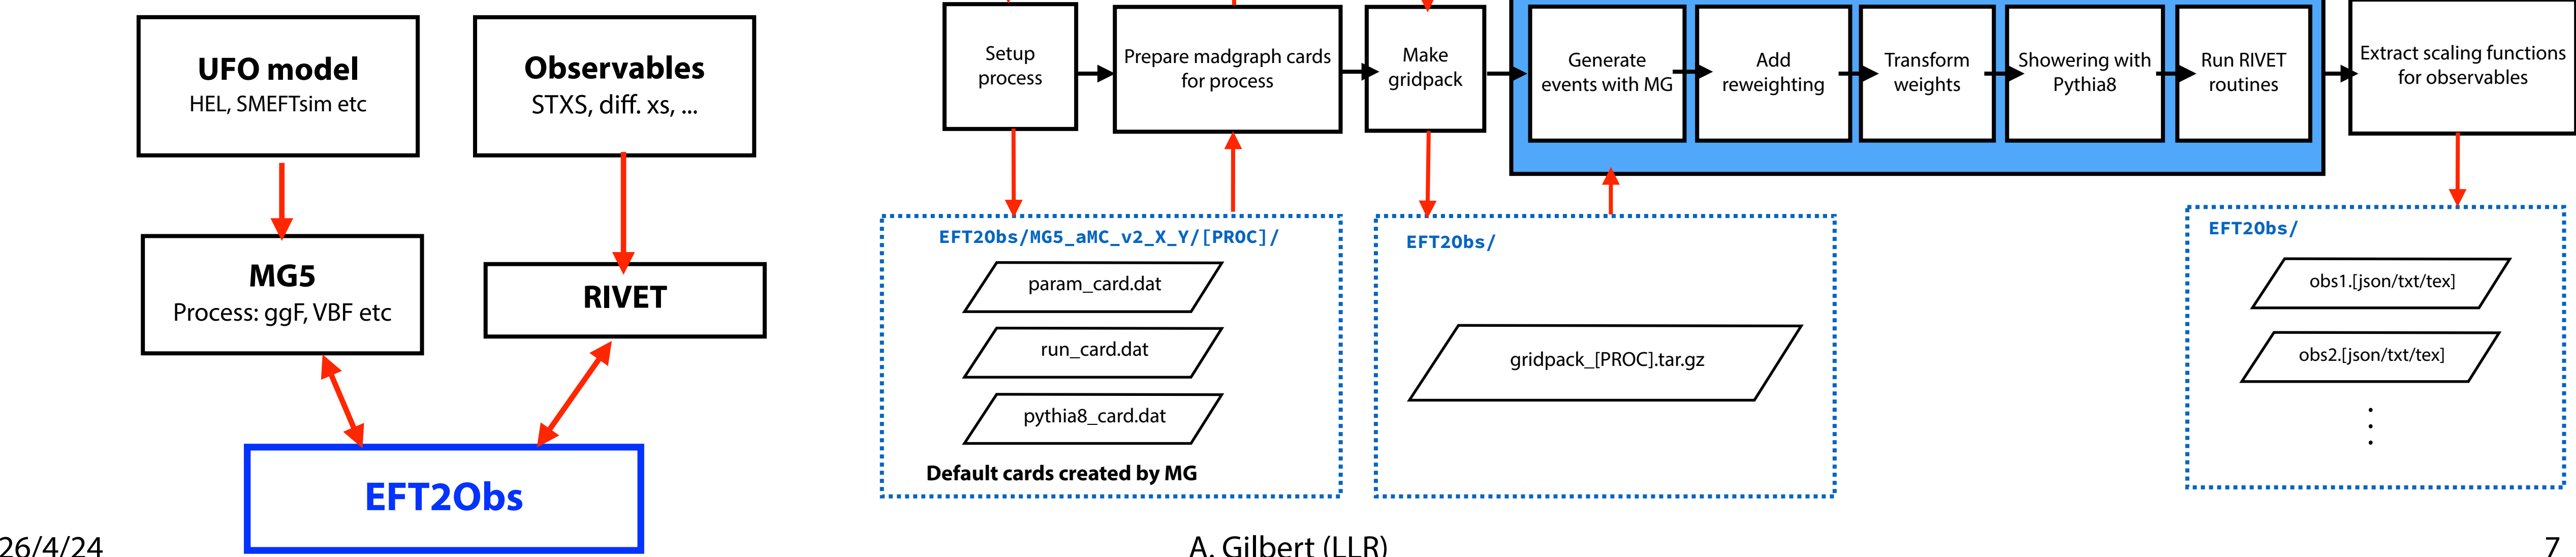 UFO model
HEL, SMEFTsim etc
Observables
STXS, diff. xs, ...
MG5
Process: ggF, VBF etc
RIVET
EFT2Obs
Setup
process
Prepare madgraph cards
for process
Make
gridpack
Generate
events with MG
Add
reweighting
Transform
weights
Showering with
Pythia8
Run RIVET
routines
Extract scaling functions
for observables
EFT2Obs/MG5_aMC_v2_X_Y/[PROC]/
param_card.dat
run_card.dat
pythia8_card.dat
Default cards created by MG
EFT2Obs/
gridpack_[PROC].tar.gz
EFT2Obs/
obs1.[json/txt/tex]
obs2.[json/txt/tex]
26/4/24
A. Gilbert (LLR)
7